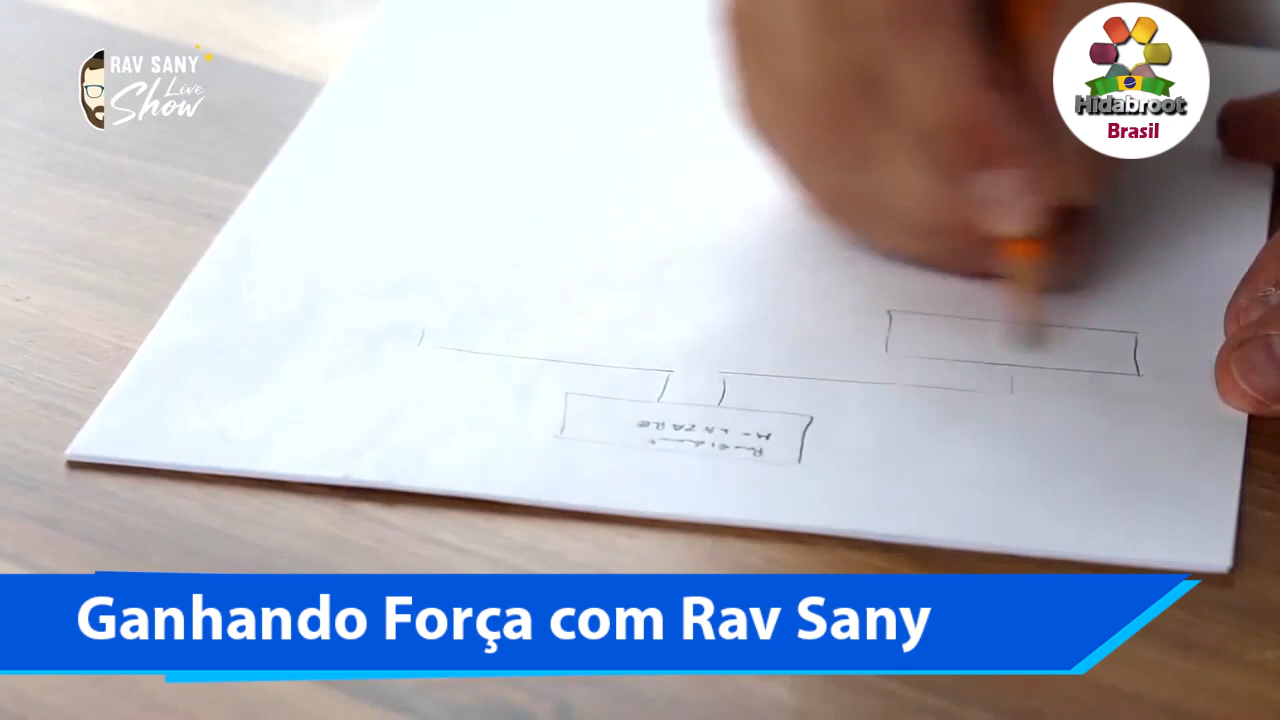 RAV SANY
Live
Show
Hidabroot
Brasil
Ganhando Força com Rav Sany